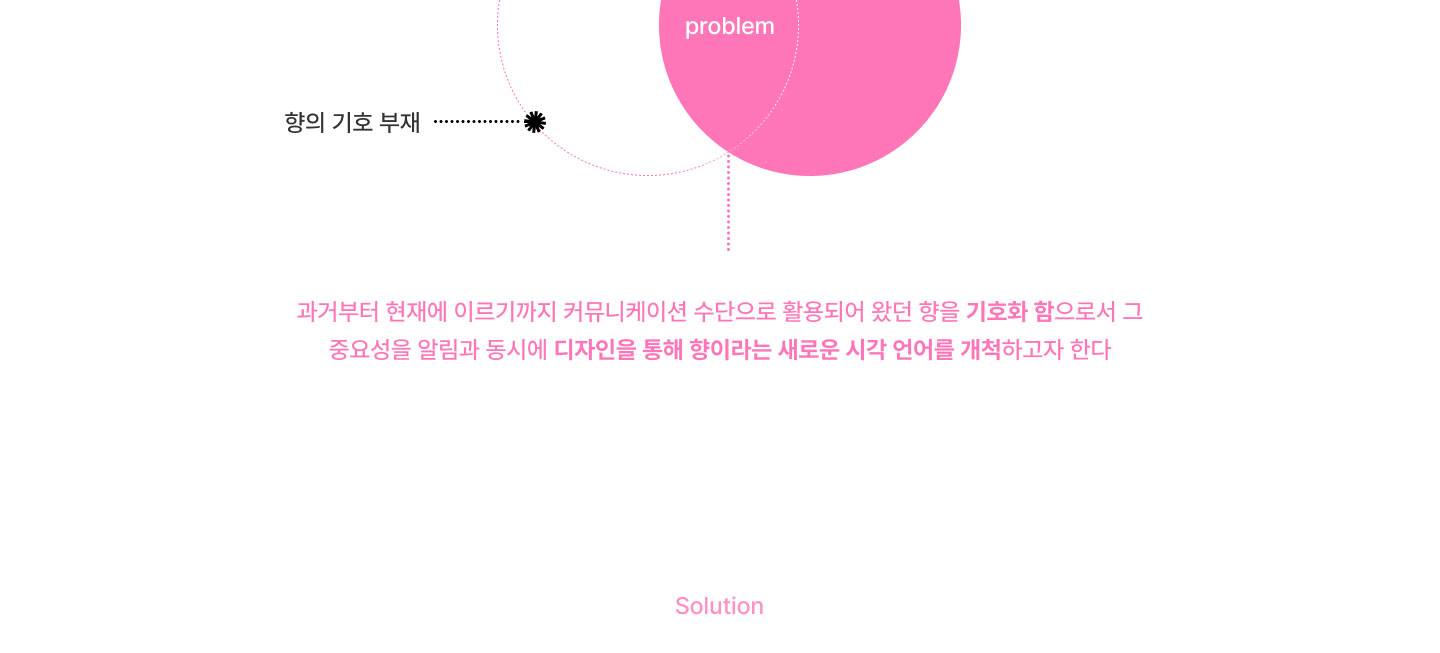 problem
향의 기호 부재
과거부터 현재에 이르기까지 커뮤니케이션 수단으로 활용되어 왔던 향을 기호화 함으로서 그
중요성을 알림과 동시에 디자인을 통해 향이라는 새로운 시각 언어를 개척하고자 한다
Solution